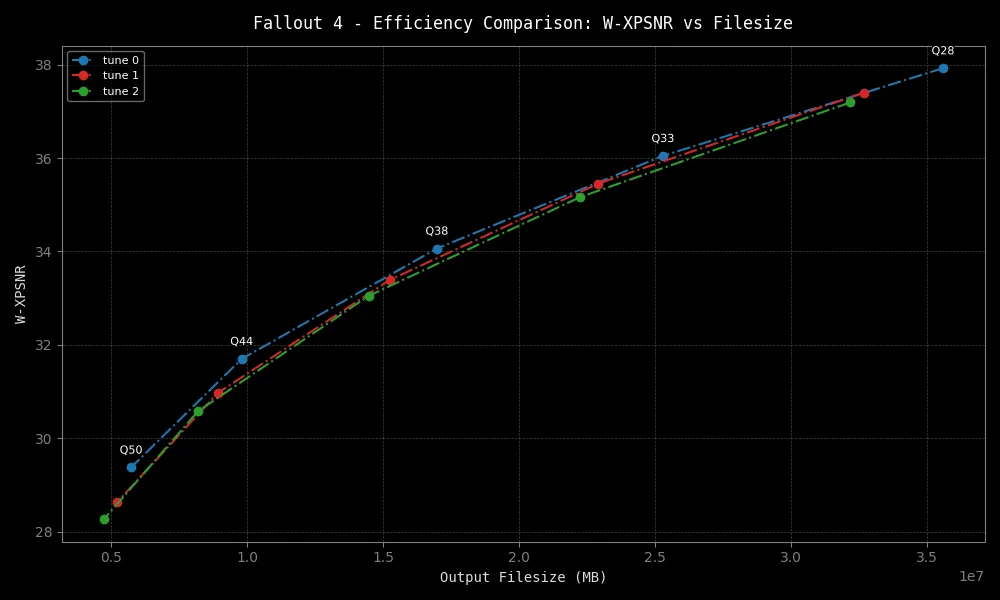 Fallout 4 - Efficiency Comparison: W-XPSNR vs Filesize
tune 0
tune 1
tune 2
Q28
Q33
Q38
Q44
Q50
38
36
34
32
30
28
W-XPSNR
0.5
1.0
1.5
2.0
2.5
3.0
3.5
1e7
Output Filesize (MB)